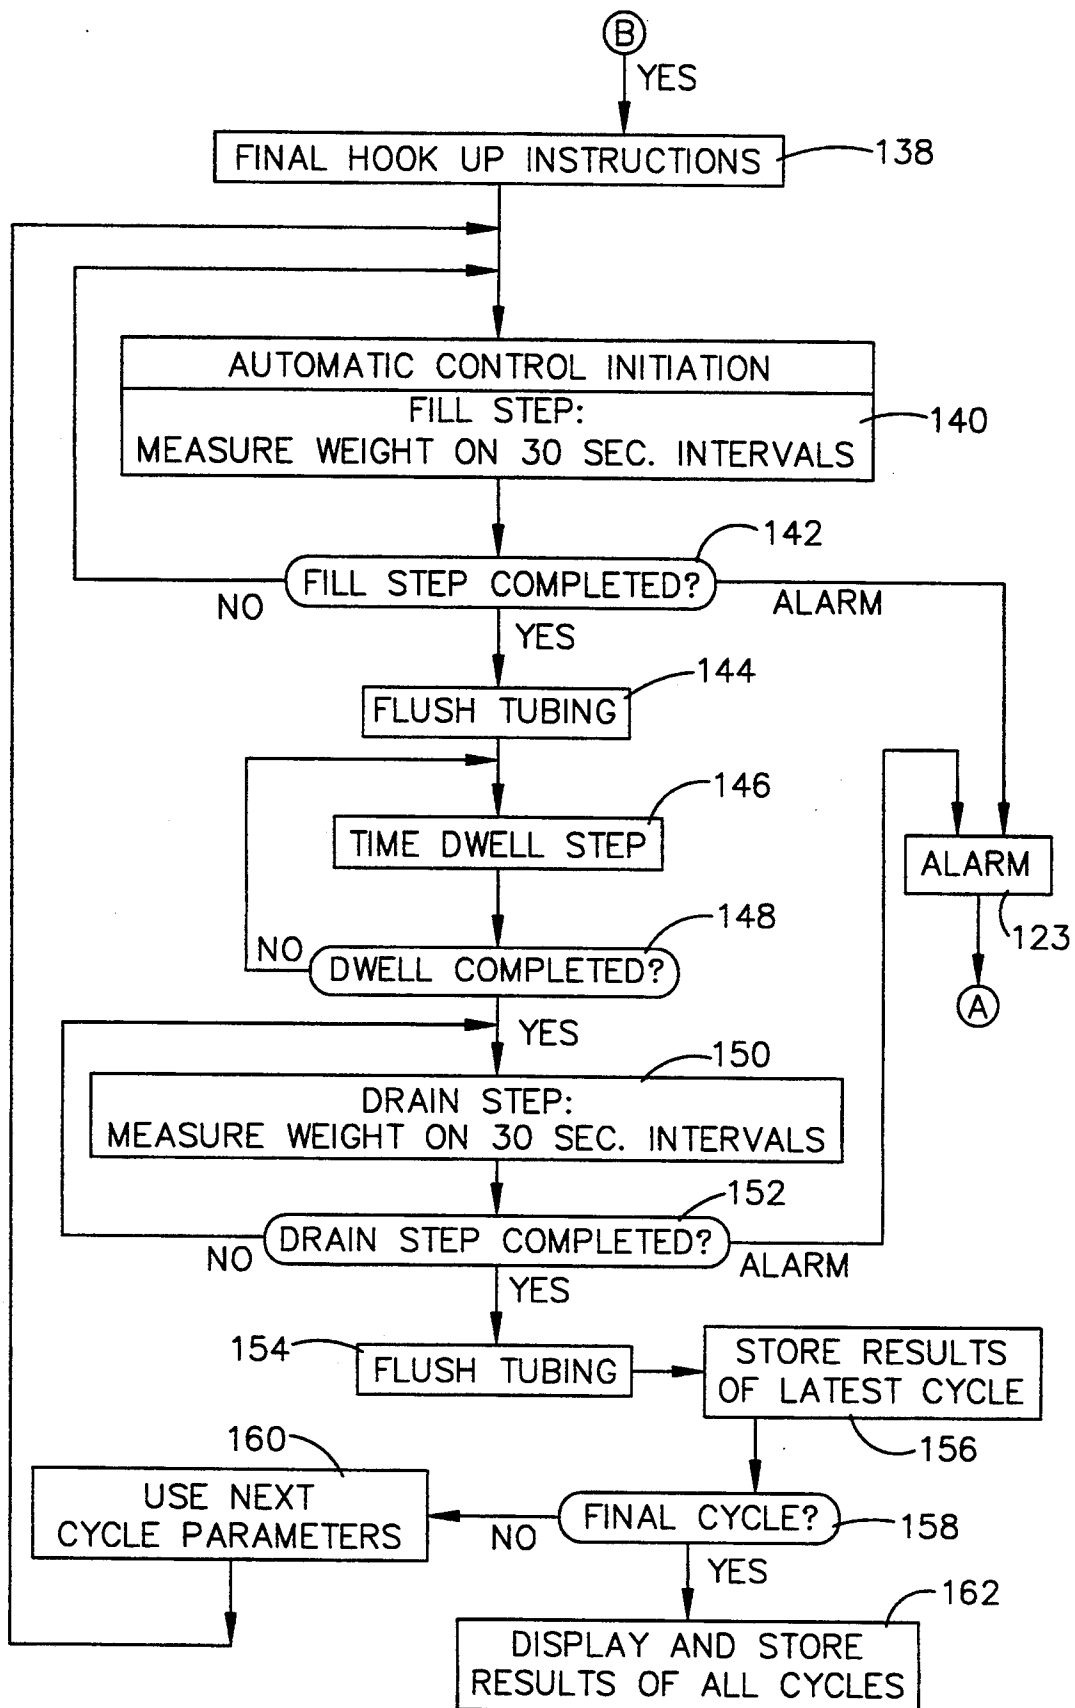 B
YES
FINAL HOOK UP INSTRUCTIONS
138
AUTOMATIC CONTROL INITIATION
FILL STEP:
MEASURE WEIGHT ON 30 SEC. INTERVALS
140
142
FILL STEP COMPLETED?
NO
ALARM
YES
144
FLUSH TUBING
146
TIME DWELL STEP
ALARM
123
A
148
NO
DWELL COMPLETED?
YES
150
DRAIN STEP:
MEASURE WEIGHT ON 30 SEC. INTERVALS
152
DRAIN STEP COMPLETED?
NO
ALARM
YES
154
FLUSH TUBING
STORE RESULTS
OF LATEST CYCLE
156
160
USE NEXT
CYCLE PARAMETERS
NO
FINAL CYCLE?
158
YES
162
DISPLAY AND STORE
RESULTS OF ALL CYCLES